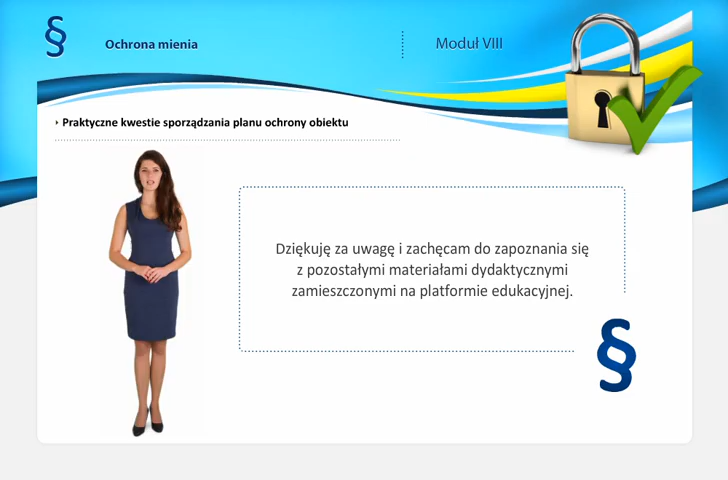 §
Ochrona mienia
Moduł VIII
Praktyczne kwestie sporządzania planu ochrony obiektu
Dziękuję za uwagę i zachęcam do zapoznania się
z pozostałymi materiałami dydaktycznymi
zamieszczonymi na platformie edukacyjnej.
§